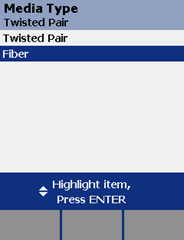 Media Type
Twisted Pair
Twisted Pair
Fiber
Highlight item,
Press ENTER